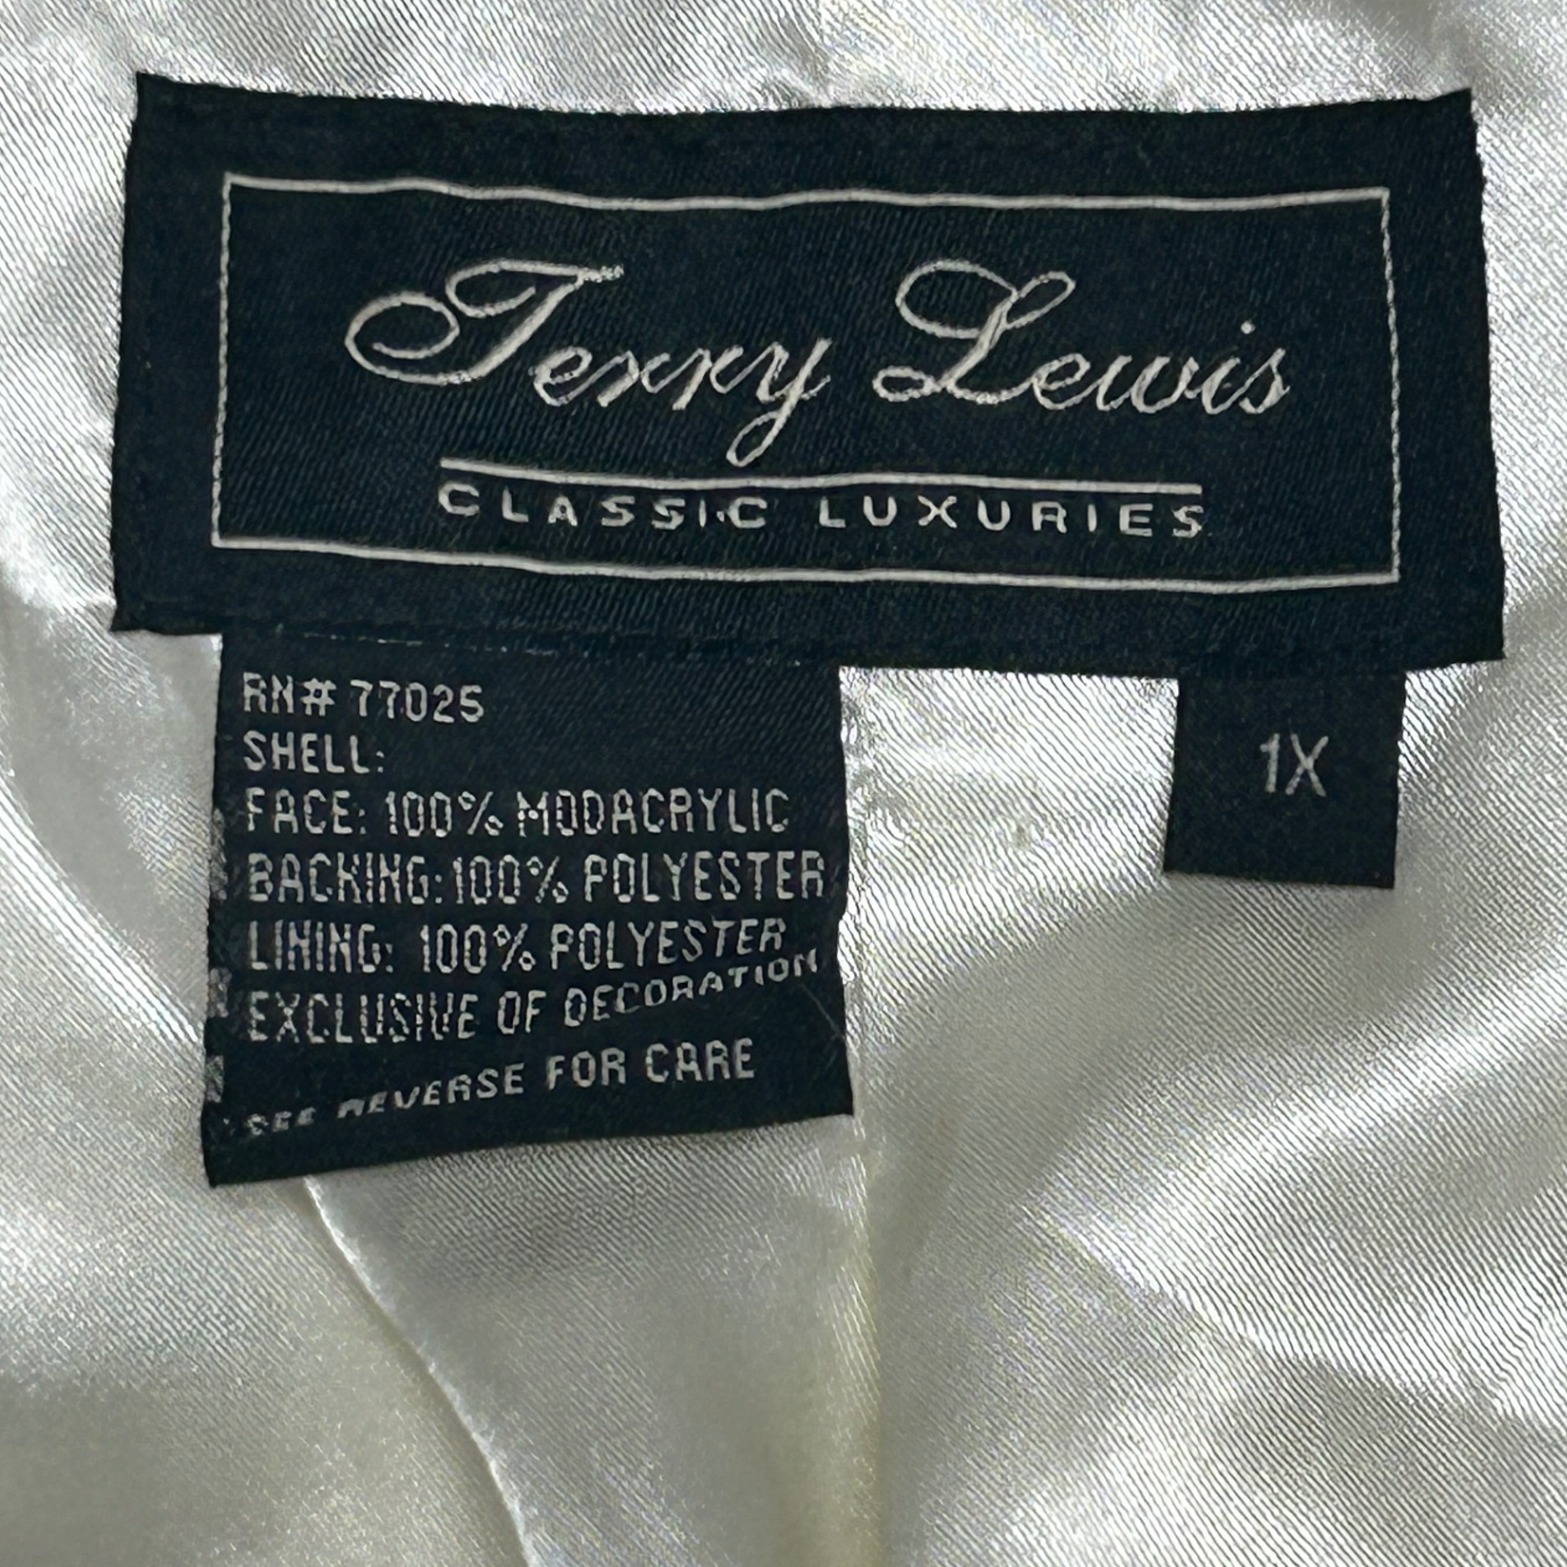 Terry Lewis
CLASSIC LUXURIES
1X
RN# 77025
SHELL:
FACE: 100% MODACRYLIC
BACKING: 100% POLYESTER
LINING: 100% POLYESTER
EXCLUSIVE OF DECORATION
SEE REVERSE FOR CARE